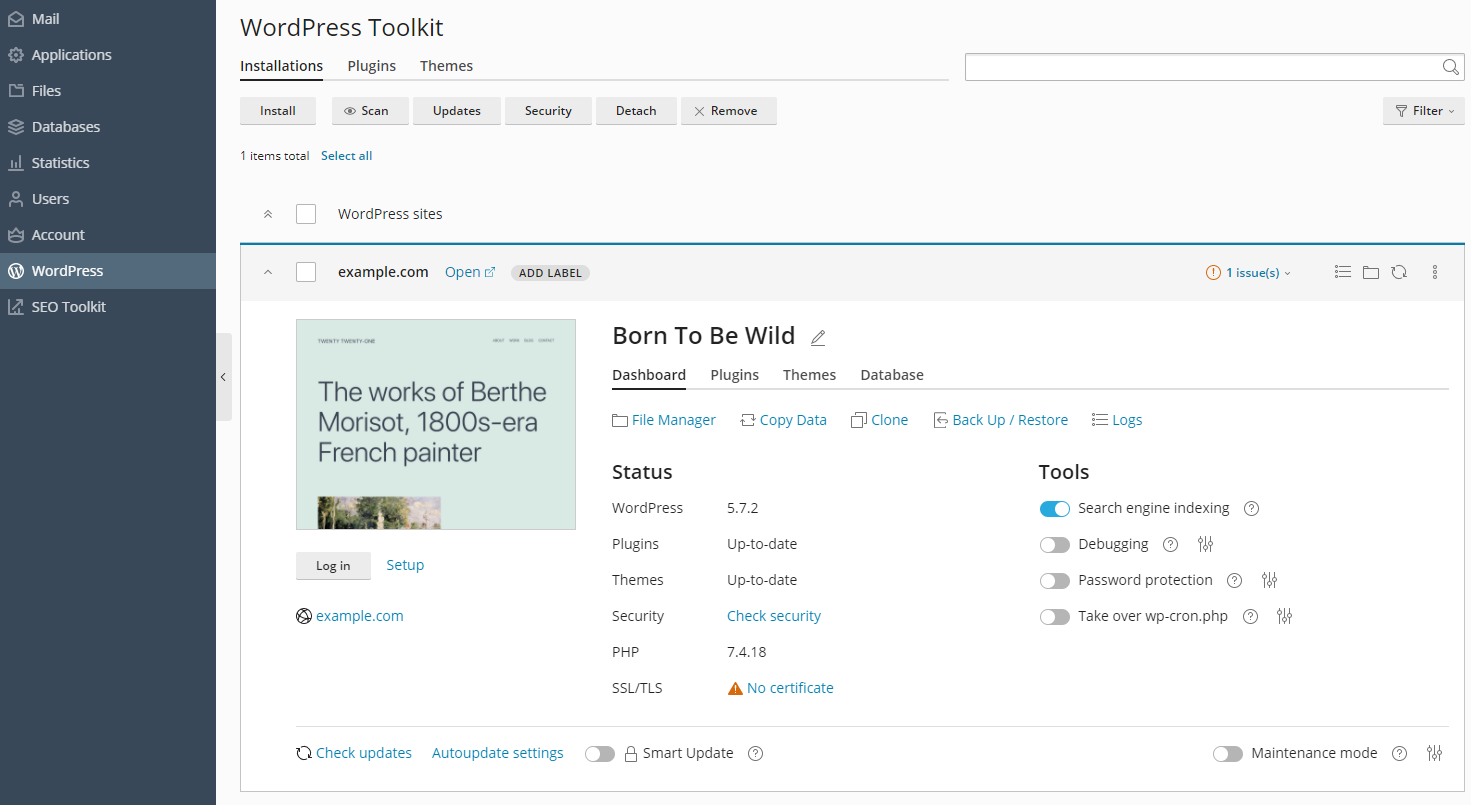 Mail
Applications
Files
Databases
Statistics
Users
Account
WordPress
SEO Toolkit
WordPress Toolkit
Installations Plugins Themes
Install Scan Updates Security Detach Remove Filter
1 items total Select all
WordPress sites
example.com Open ADD LABEL 1 issue(s)
TWENTY TWENTY-ONE ABOUT WORK BLOG CONTACT
The works of Berthe
Morisot, 1800s-era
French painter
Log in Setup
example.com
Born To Be Wild
Dashboard Plugins Themes Database
File Manager Copy Data Clone Back Up / Restore Logs
Status
WordPress 5.7.2
Plugins Up-to-date
Themes Up-to-date
Security Check security
PHP 7.4.18
SSL/TLS No certificate
Tools
Search engine indexing
Debugging
Password protection
Take over wp-cron.php
Check updates Autoupdate settings Smart Update Maintenance mode